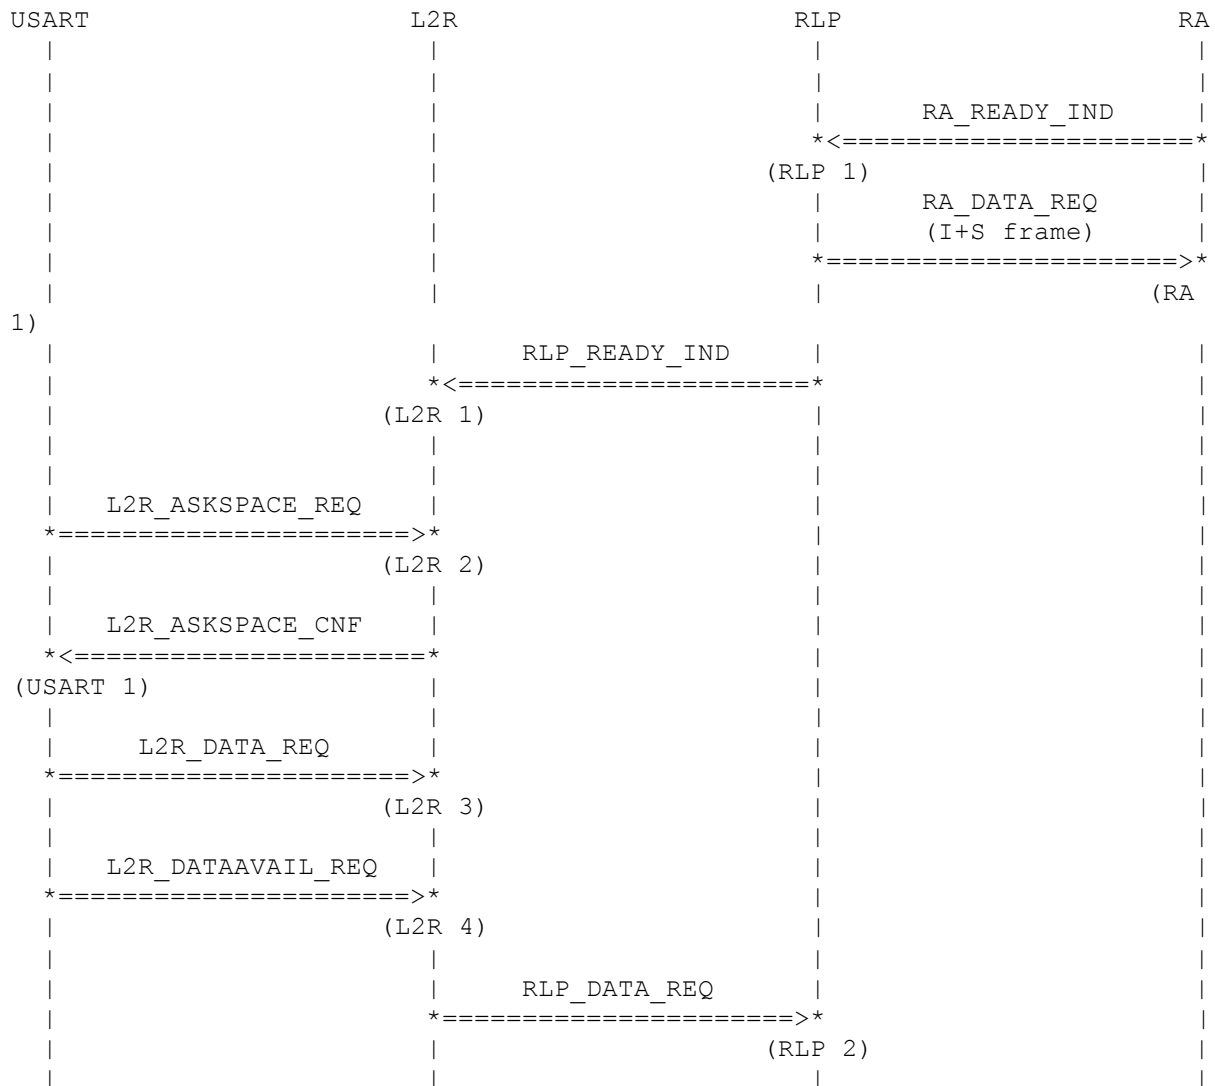 USART L2R RLP RA
| | | |
| | | |
| | | RA_READY_IND |
| | *<======================*
| | (RLP 1) |
| | | RA_DATA_REQ |
| | | (I+S frame) |
| | *======================>*
| | | (RA
1)
| | RLP_READY_IND | |
| *<======================* |
| (L2R 1) | |
| | | |
| | | |
| L2R_ASKSPACE_REQ | | |
*======================>* | |
| (L2R 2) | |
| | | |
| L2R_ASKSPACE_CNF | | |
*<======================* | |
(USART 1) | | |
| | | |
| L2R_DATA_REQ | | |
*======================>* | |
| (L2R 3) | |
| | | |
| L2R_DATAAVAIL_REQ | | |
*======================>* | |
| (L2R 4) | |
| | | |
| | RLP_DATA_REQ | |
| *======================>* |
| | (RLP 2) |
| | | |